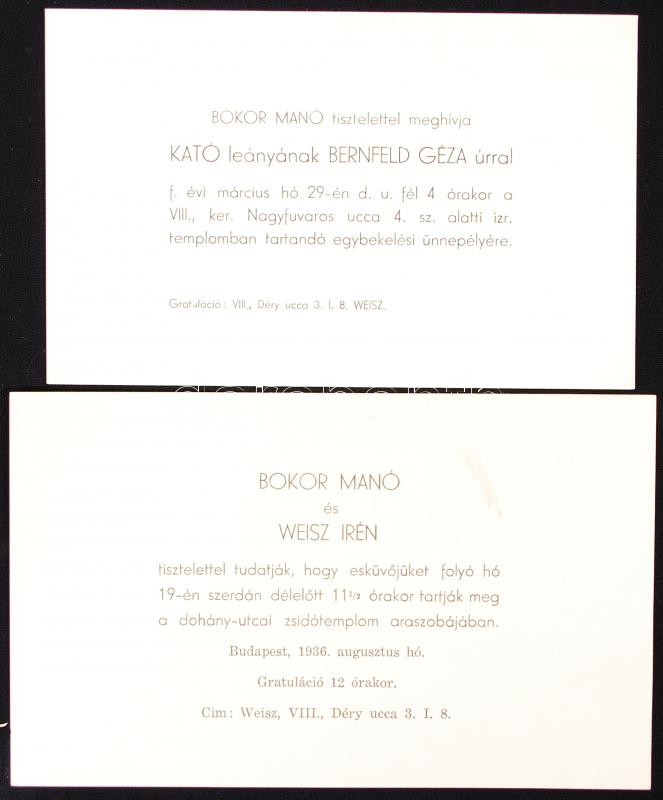 BOKOR MANÓ tisztelettel meghívja
KATÓ leányának BERNFELD GÉZA úrral
f. évi március hó 29-én d. u. fél 4 órakor a
VIII., ker. Nagyfuvaros ucca 4. sz. alatti izr.
templomban tartandó egybekelési ünnepélyére.
Gratuláció: VIII., Déry ucca 3. I. 8. WEISZ.
BOKOR MANÓ
és
WEISZ IRÉN
tisztelettel tudatják, hogy esküvőjüket folyó hó
19-én szerdán délelőtt 11 1/2 órakor tartják meg
a dohány-utcai zsidótemplom araszobájában.
Budapest, 1936. augusztus hó.
Gratuláció 12 órakor.
Cim: Weisz, VIII., Déry ucca 3. I. 8.